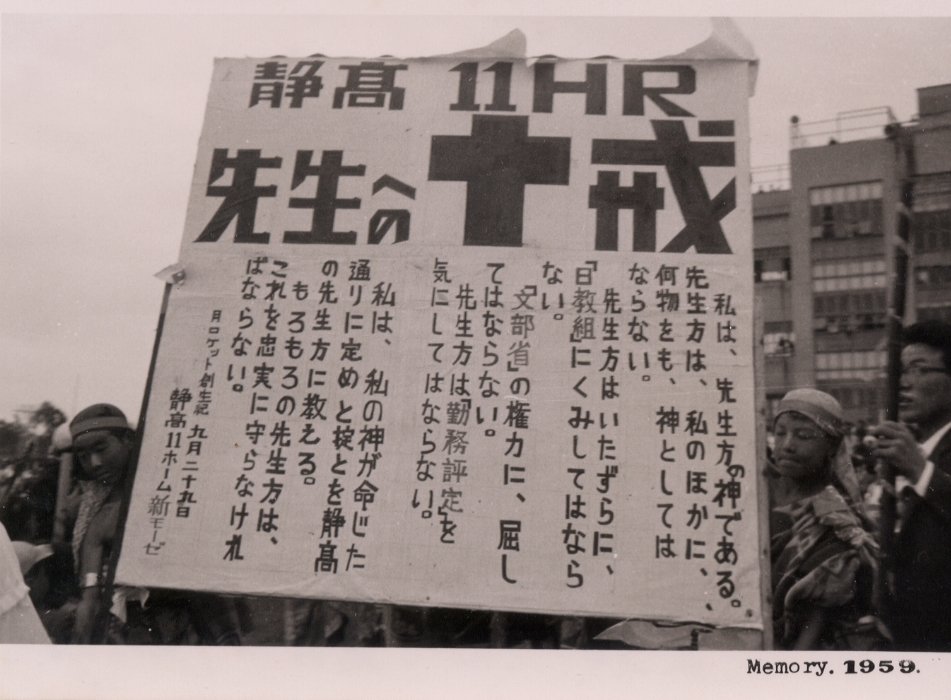 静高 11HR
先生への十戒
私は、先生方の神である。
先生方は、私のほかに、
何物をも、神としては
ならない。
先生方はいたずらに、
「日教組」にくみしてはなら
ない。
「文部省」の権力に、屈し
てはならない。
先生方は「勤務評定」を
気にしてはならない。
私は、私の神が命じた
通りに定めと掟とを静高
の先生方に教える。
もろもろの先生方は、
これを忠実に守らなけれ
ばならない。
月ロケット創生紀 九月二十九日
静高11ホーム新モーゼ
Memory. 1959.